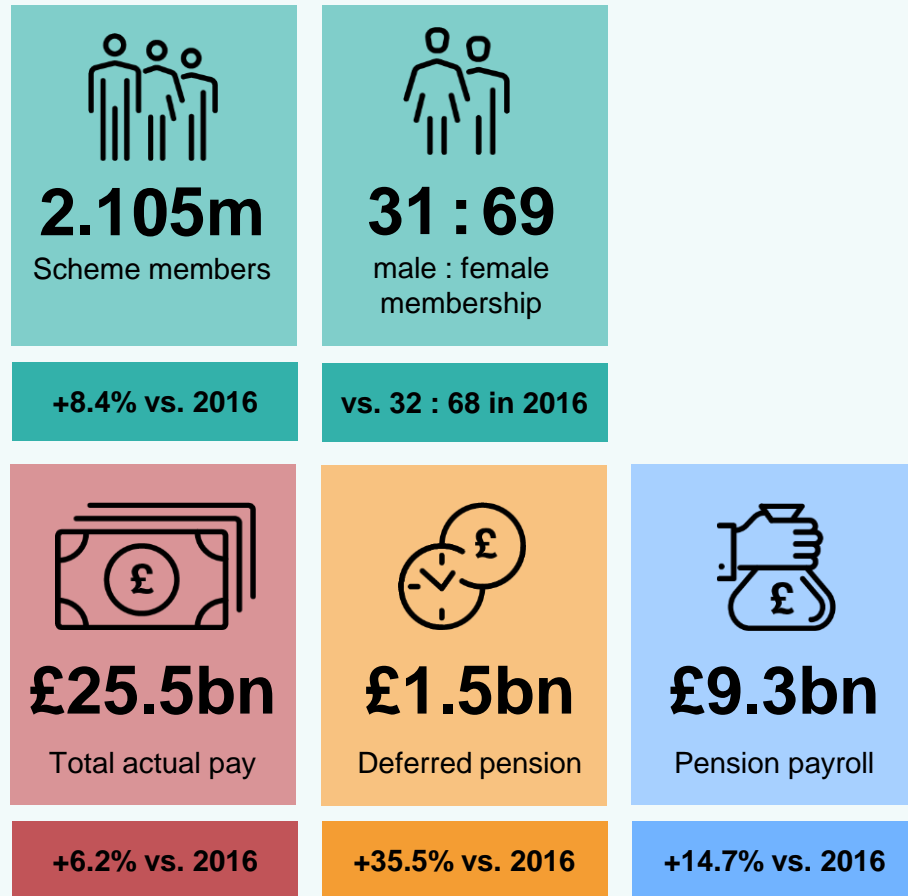 2.105m
Scheme members
+8.4% vs. 2016
31 : 69
male : female
membership
vs. 32 : 68 in 2016
£
£25.5bn
Total actual pay
+6.2% vs. 2016
£
£1.5bn
Deferred pension
+35.5% vs. 2016
£
£9.3bn
Pension payroll
+14.7% vs. 2016